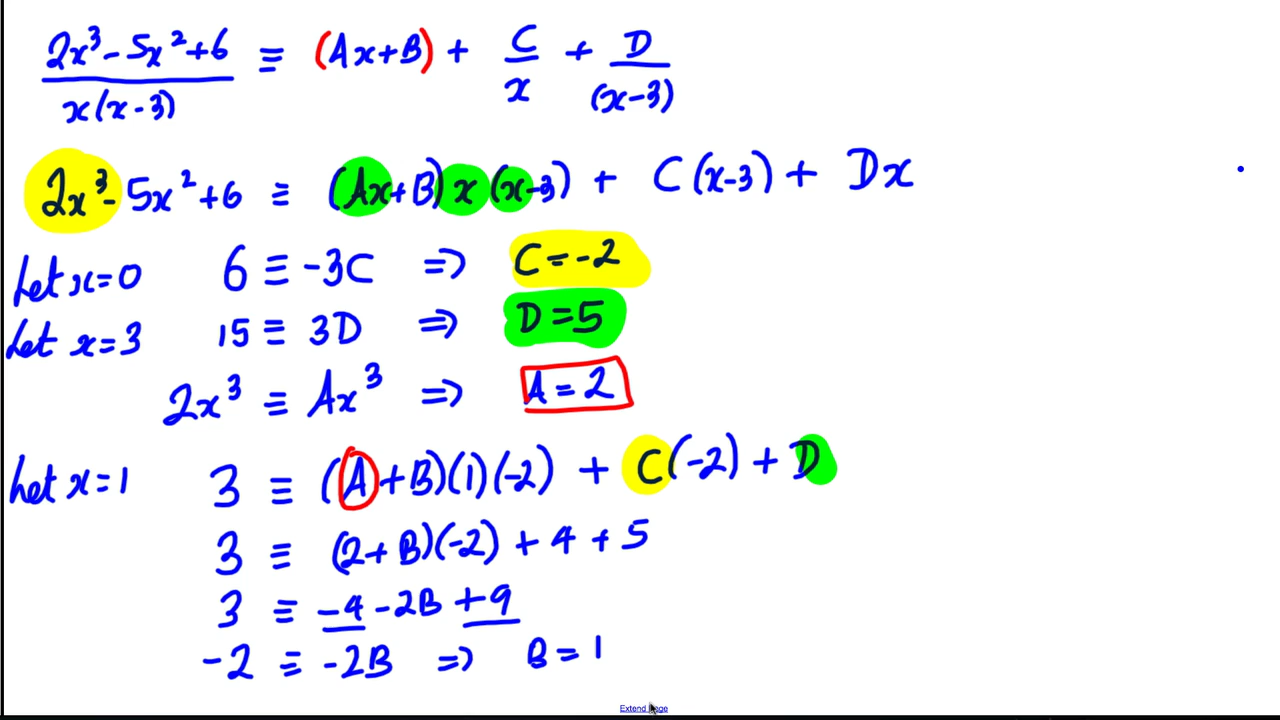 (2x³ - 5x² + 6)/(x(x-3)) ≡ (Ax+B) + C/x + D/(x-3)
2x³ - 5x² + 6 ≡ (Ax+B)x(x-3) + C(x-3) + Dx
Let x=0 6 ≡ -3C ⇒ C=-2
Let x=3 15 ≡ 3D ⇒ D=5
2x³ ≡ Ax³ ⇒ A=2
Let x=1 3 ≡ (A+B)(1)(-2) + C(-2) + D
3 ≡ (2+B)(-2) + 4 + 5
3 ≡ -4 -2B +9
-2 ≡ -2B ⇒ B=1
Extend Page